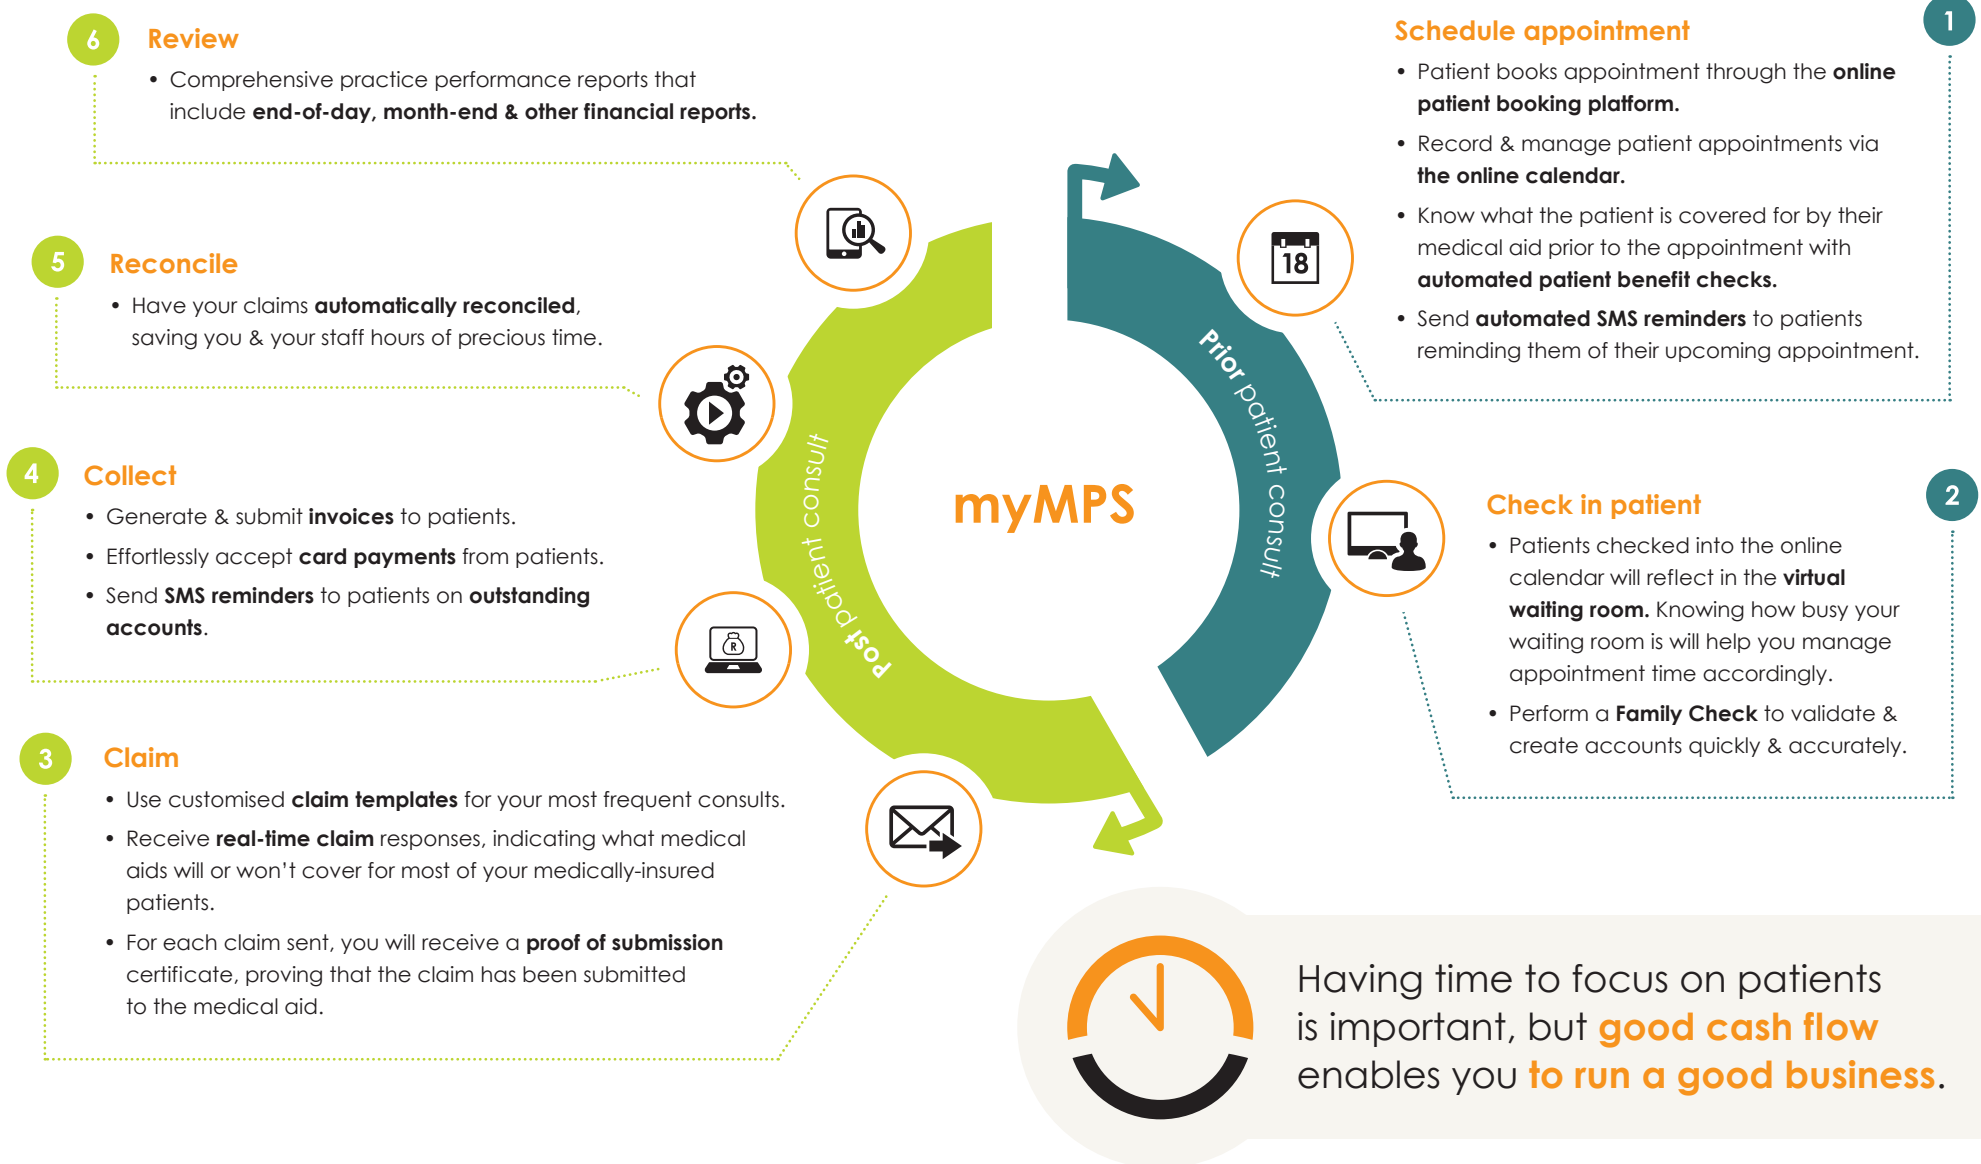 1
Schedule appointment
• Patient books appointment through the online
patient booking platform.
• Record & manage patient appointments via
the online calendar.
• Know what the patient is covered for by their
medical aid prior to the appointment with
automated patient benefit checks.
• Send automated SMS reminders to patients
reminding them of their upcoming appointment.
18
2
Check in patient
• Patients checked into the online
calendar will reflect in the virtual
waiting room. Knowing how busy your
waiting room is will help you manage
appointment time accordingly.
• Perform a Family Check to validate &
create accounts quickly & accurately.
3
Claim
• Use customised claim templates for your most frequent consults.
• Receive real-time claim responses, indicating what medical
aids will or won’t cover for most of your medically-insured
patients.
• For each claim sent, you will receive a proof of submission
certificate, proving that the claim has been submitted
to the medical aid.
4
Collect
• Generate & submit invoices to patients.
• Effortlessly accept card payments from patients.
• Send SMS reminders to patients on outstanding
accounts.
R
5
Reconcile
• Have your claims automatically reconciled,
saving you & your staff hours of precious time.
6
Review
• Comprehensive practice performance reports that
include end-of-day, month-end & other financial reports.
Prior patient consult
Post patient consult
myMPS
Having time to focus on patients
is important, but good cash flow
enables you to run a good business.